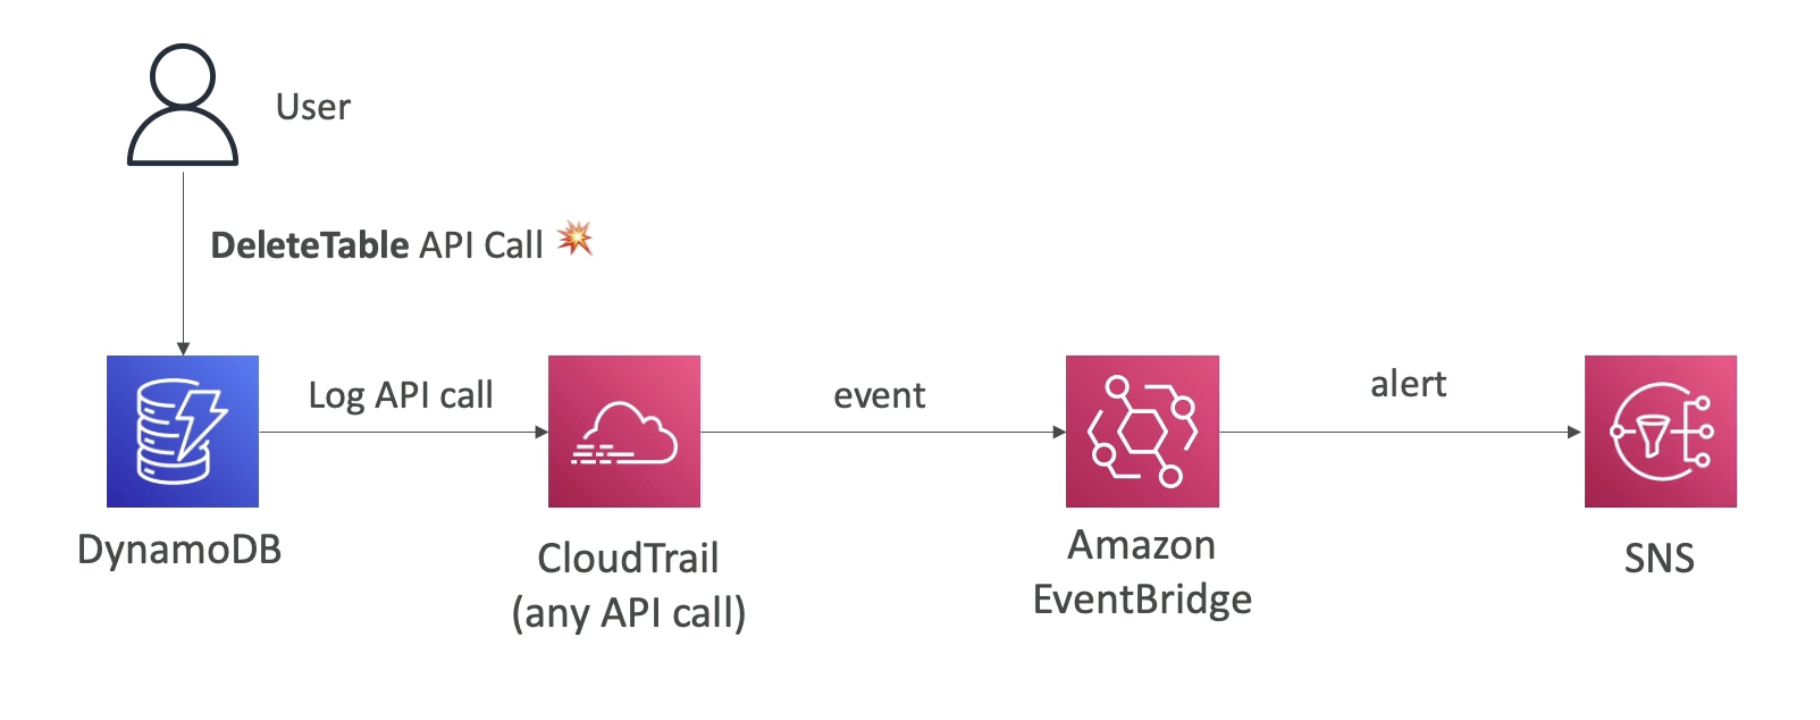 User
DeleteTable API Call 💥
Log API call
event
alert
DynamoDB
CloudTrail
(any API call)
Amazon
EventBridge
SNS